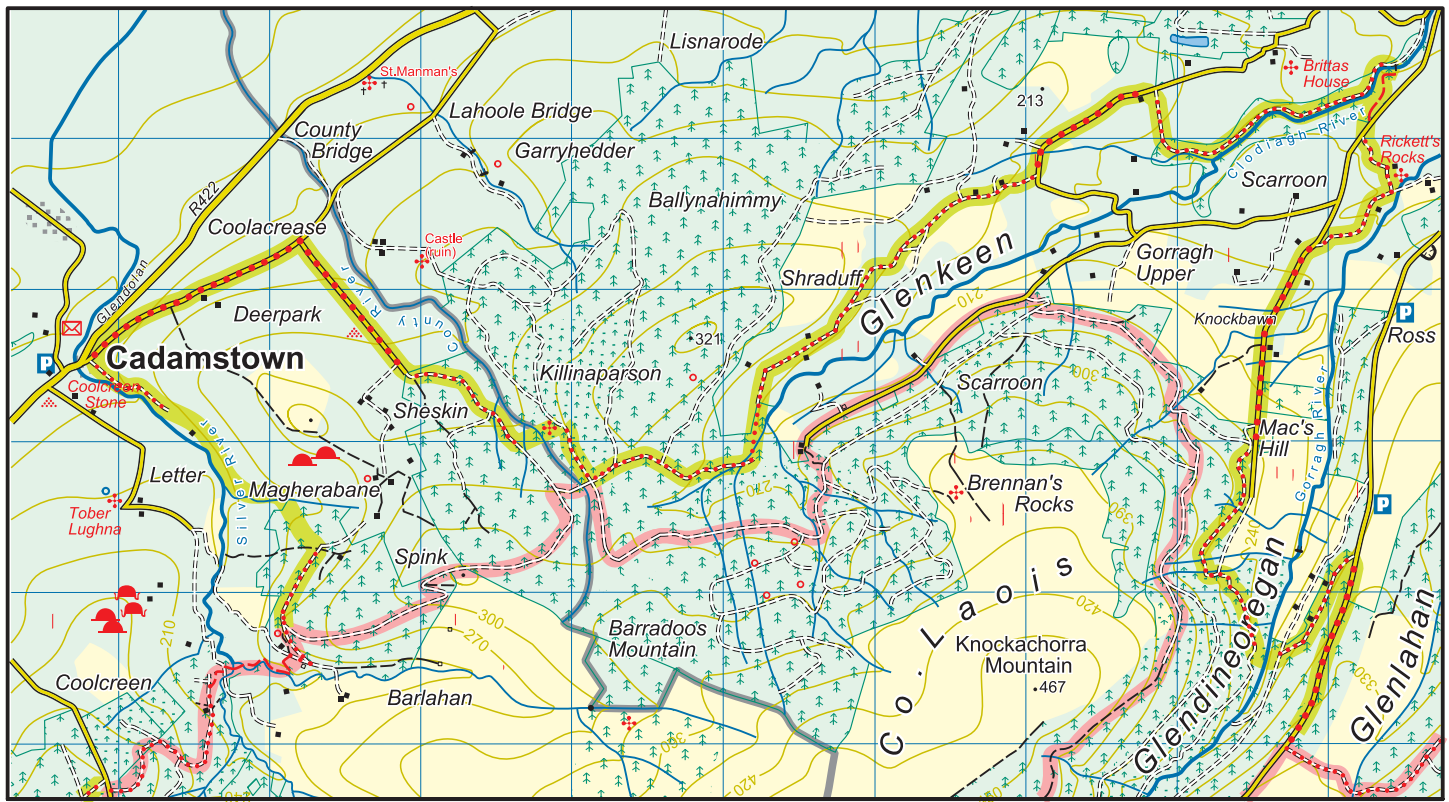 Lisnarode
St.Manman's
Brittas
House
213
Lahoole Bridge
County
Bridge
Garryhedder
Clodiagh River
Rickett's
Rocks
R422
Scarroon
Ballynahimmy
Coolacrease
Castle
(ruin)
Glenkeen
Gorragh
Upper
Shraduff
Glendolan
County River
210
Deerpark
Knockbawn
P
Ross
P
Cadamstown
321
Killinaparson
Scarroon
300
Coolcreen
Stone
Sheskin
Mac's
Hill
Silver River
Gorragh River
Letter
Magherabane
270
Brennan's
Rocks
P
Tober
Lughna
390
240
Spink
Co. Laois
Glendineoregan
420
300
270
210
Barradoos
Mountain
Knockachorra
Mountain
467
Glenlahan
330
Coolcreen
Barlahan
360
420
240